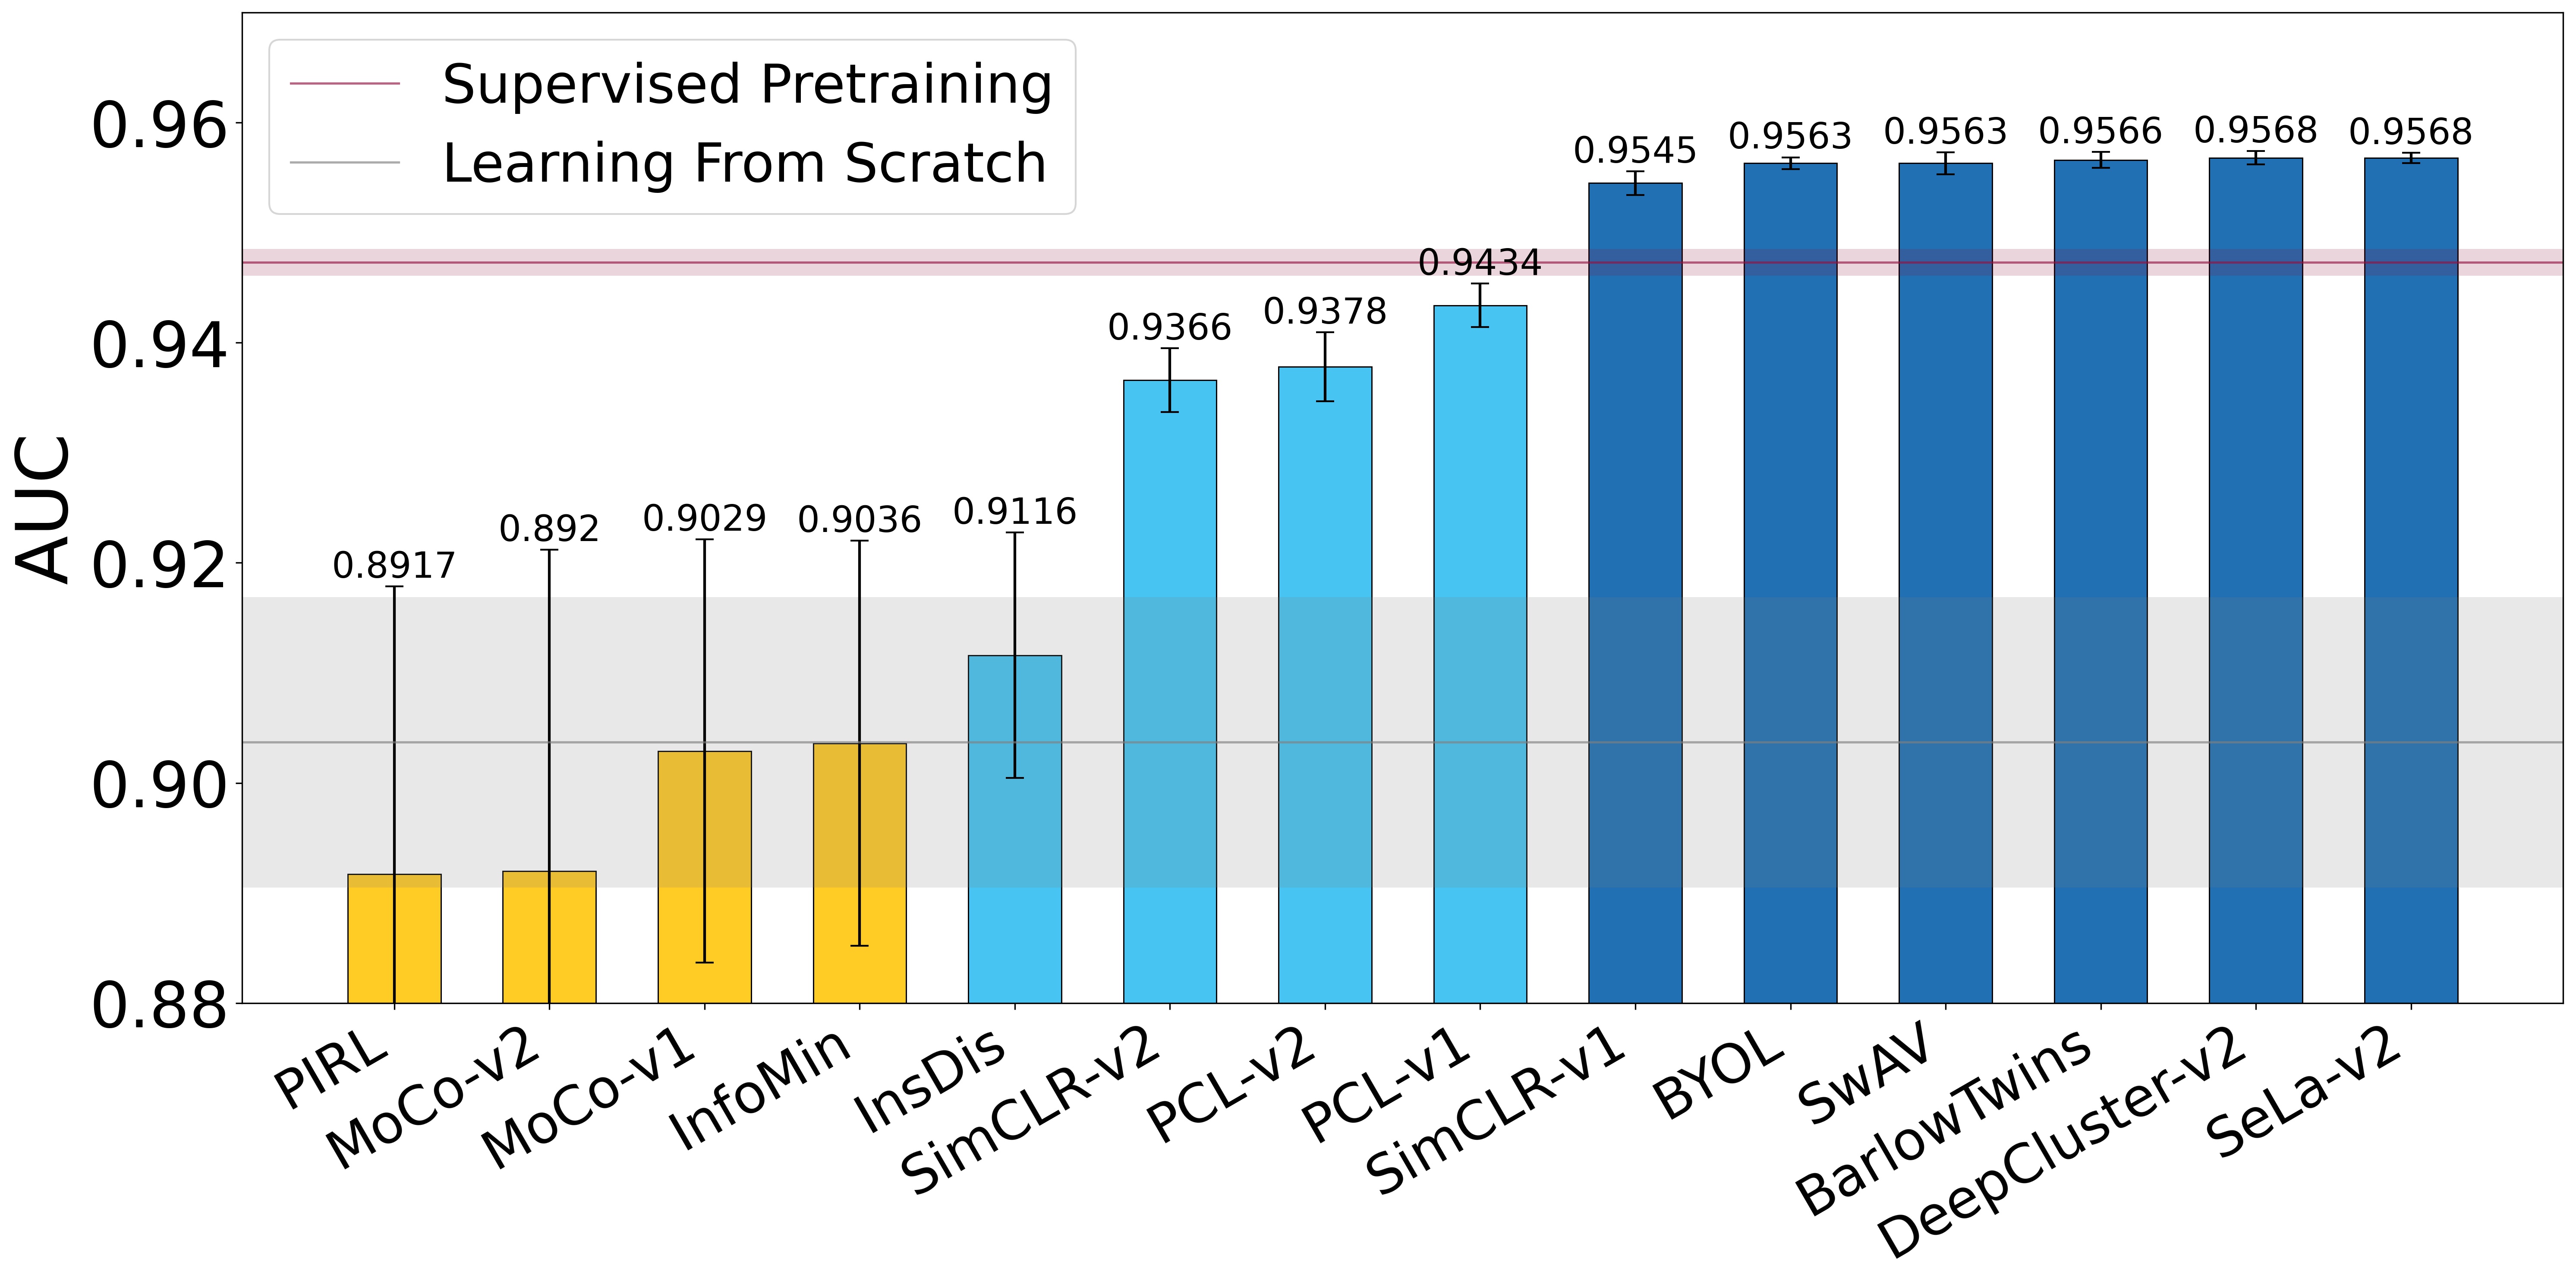 Supervised Pretraining
Learning From Scratch
AUC
0.96
0.94
0.92
0.90
0.88
0.8917
0.892
0.9029
0.9036
0.9116
0.9366
0.9378
0.9434
0.9545
0.9563
0.9563
0.9566
0.9568
0.9568
PIRL
MoCo-v2
MoCo-v1
InfoMin
InsDis
SimCLR-v2
PCL-v2
PCL-v1
SimCLR-v1
BYOL
SwAV
BarlowTwins
DeepCluster-v2
SeLa-v2